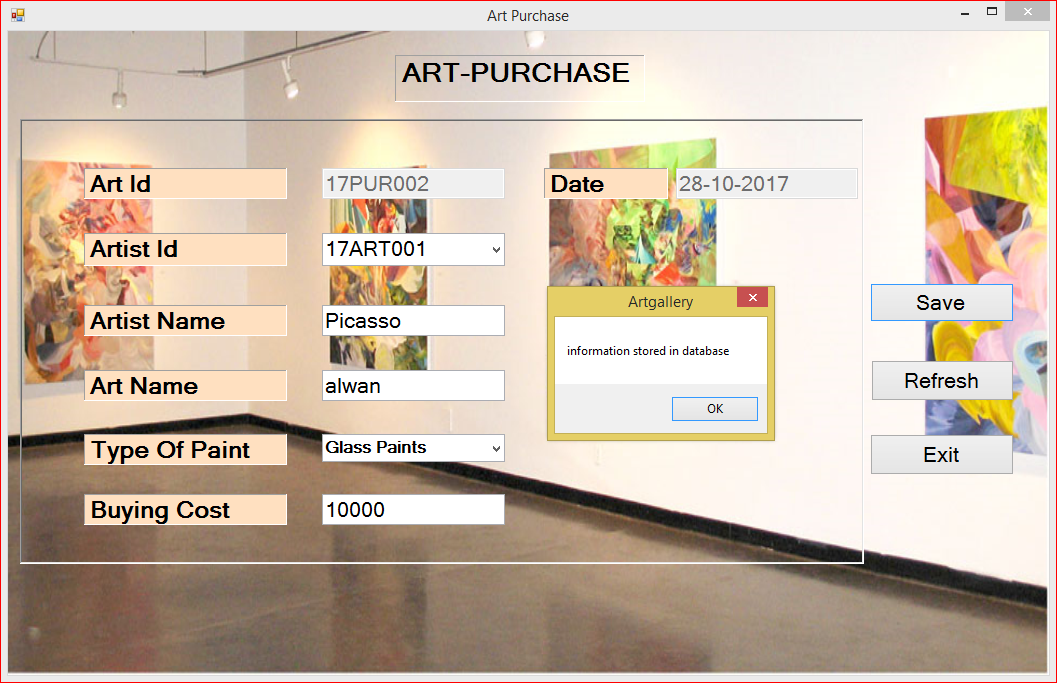 Art Purchase
ART-PURCHASE
Art Id 17PUR002 Date 28-10-2017
Artist Id 17ART001
Artist Name Picasso
Art Name alwan
Type Of Paint Glass Paints
Buying Cost 10000
Artgallery
information stored in database
OK
Save
Refresh
Exit